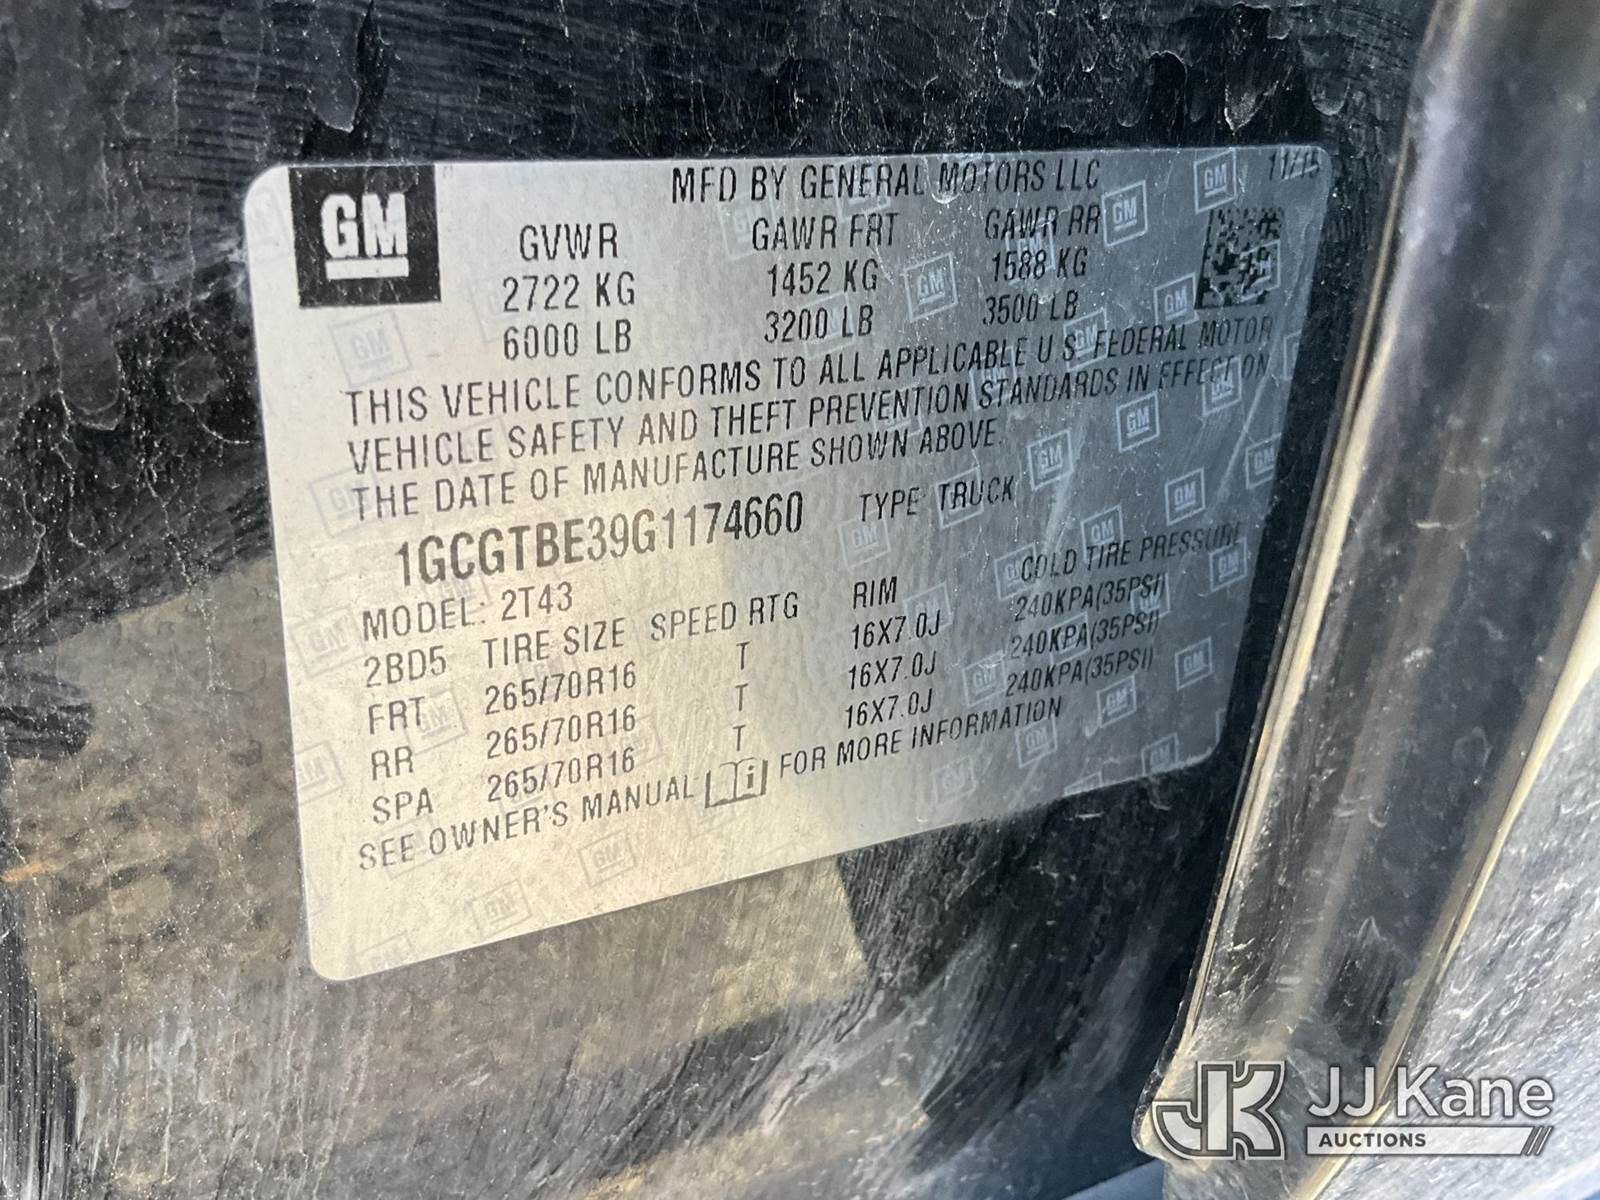 GM
MFD BY GENERAL MOTORS LLC 11/15
GVWR GAWR FRT GAWR RR
2722 KG 1452 KG 1588 KG
6000 LB 3200 LB 3500 LB
THIS VEHICLE CONFORMS TO ALL APPLICABLE U S FEDERAL MOTOR
VEHICLE SAFETY AND THEFT PREVENTION STANDARDS IN EFFECT ON
THE DATE OF MANUFACTURE SHOWN ABOVE.
1GCGTBE39G1174660 TYPE: TRUCK
MODEL: 2T43
2BD5 TIRE SIZE SPEED RTG RIM COLD TIRE PRESSURE
FRT 265/70R16 T 16X7.0J 240KPA(35PSI)
RR 265/70R16 T 16X7.0J 240KPA(35PSI)
SPA 265/70R16 T 16X7.0J 240KPA(35PSI)
SEE OWNER'S MANUAL i FOR MORE INFORMATION
JK JJ Kane
AUCTIONS